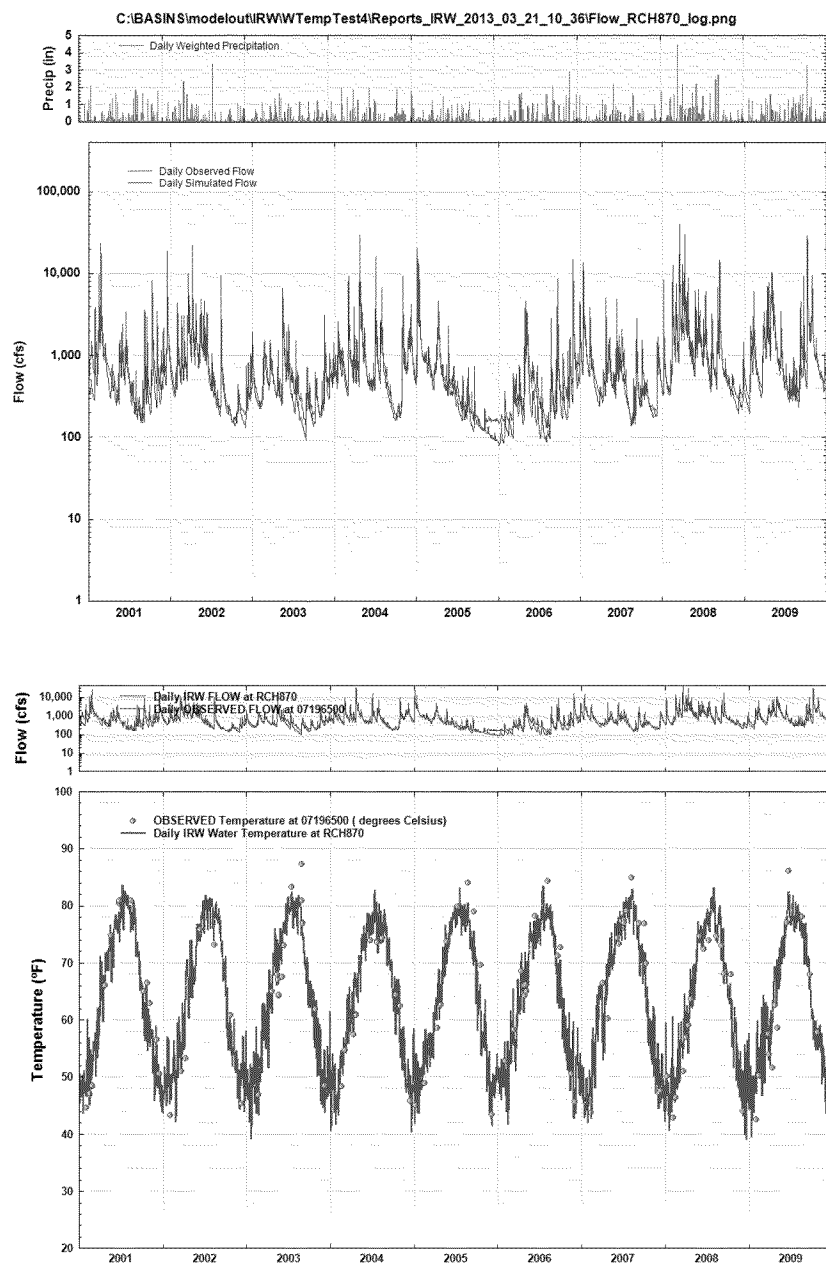 C:\BASINS\modelout\IRW\WTempTest4\Reports_IRW_2013_03_21_10_36\Flow_RCH870_log.png
Precip (in)
5
4
3
2
1
0
Daily Weighted Precipitation
Flow (cfs)
Daily Observed Flow
Daily Simulated Flow
100,000
10,000
1,000
100
10
1
2001 2002 2003 2004 2005 2006 2007 2008 2009
Flow (cfs)
10,000
1,000
100
10
1
Daily IRW FLOW at RCH870
Daily OBSERVED FLOW at 07196500
Temperature (ºF)
100
90
80
70
60
50
40
30
20
OBSERVED Temperature at 07196500 ( degrees Celsius)
Daily IRW Water Temperature at RCH870
2001 2002 2003 2004 2005 2006 2007 2008 2009